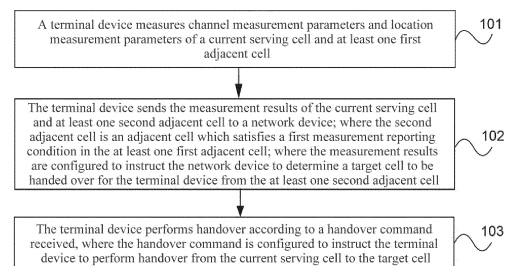 A terminal device measures channel measurement parameters and location
measurement parameters of a current serving cell and at least one first
adjacent cell
101
The terminal device sends the measurement results of the current serving cell
and at least one second adjacent cell to a network device; where the second
adjacent cell is an adjacent cell which satisfies a first measurement reporting
condition in the at least one first adjacent cell; where the measurement results
are configured to instruct the network device to determine a target cell to be
handed over for the terminal device from the at least one second adjacent cell
102
The terminal device performs handover according to a handover command
received, where the handover command is configured to instruct the terminal
device to perform handover from the current serving cell to the target cell
103